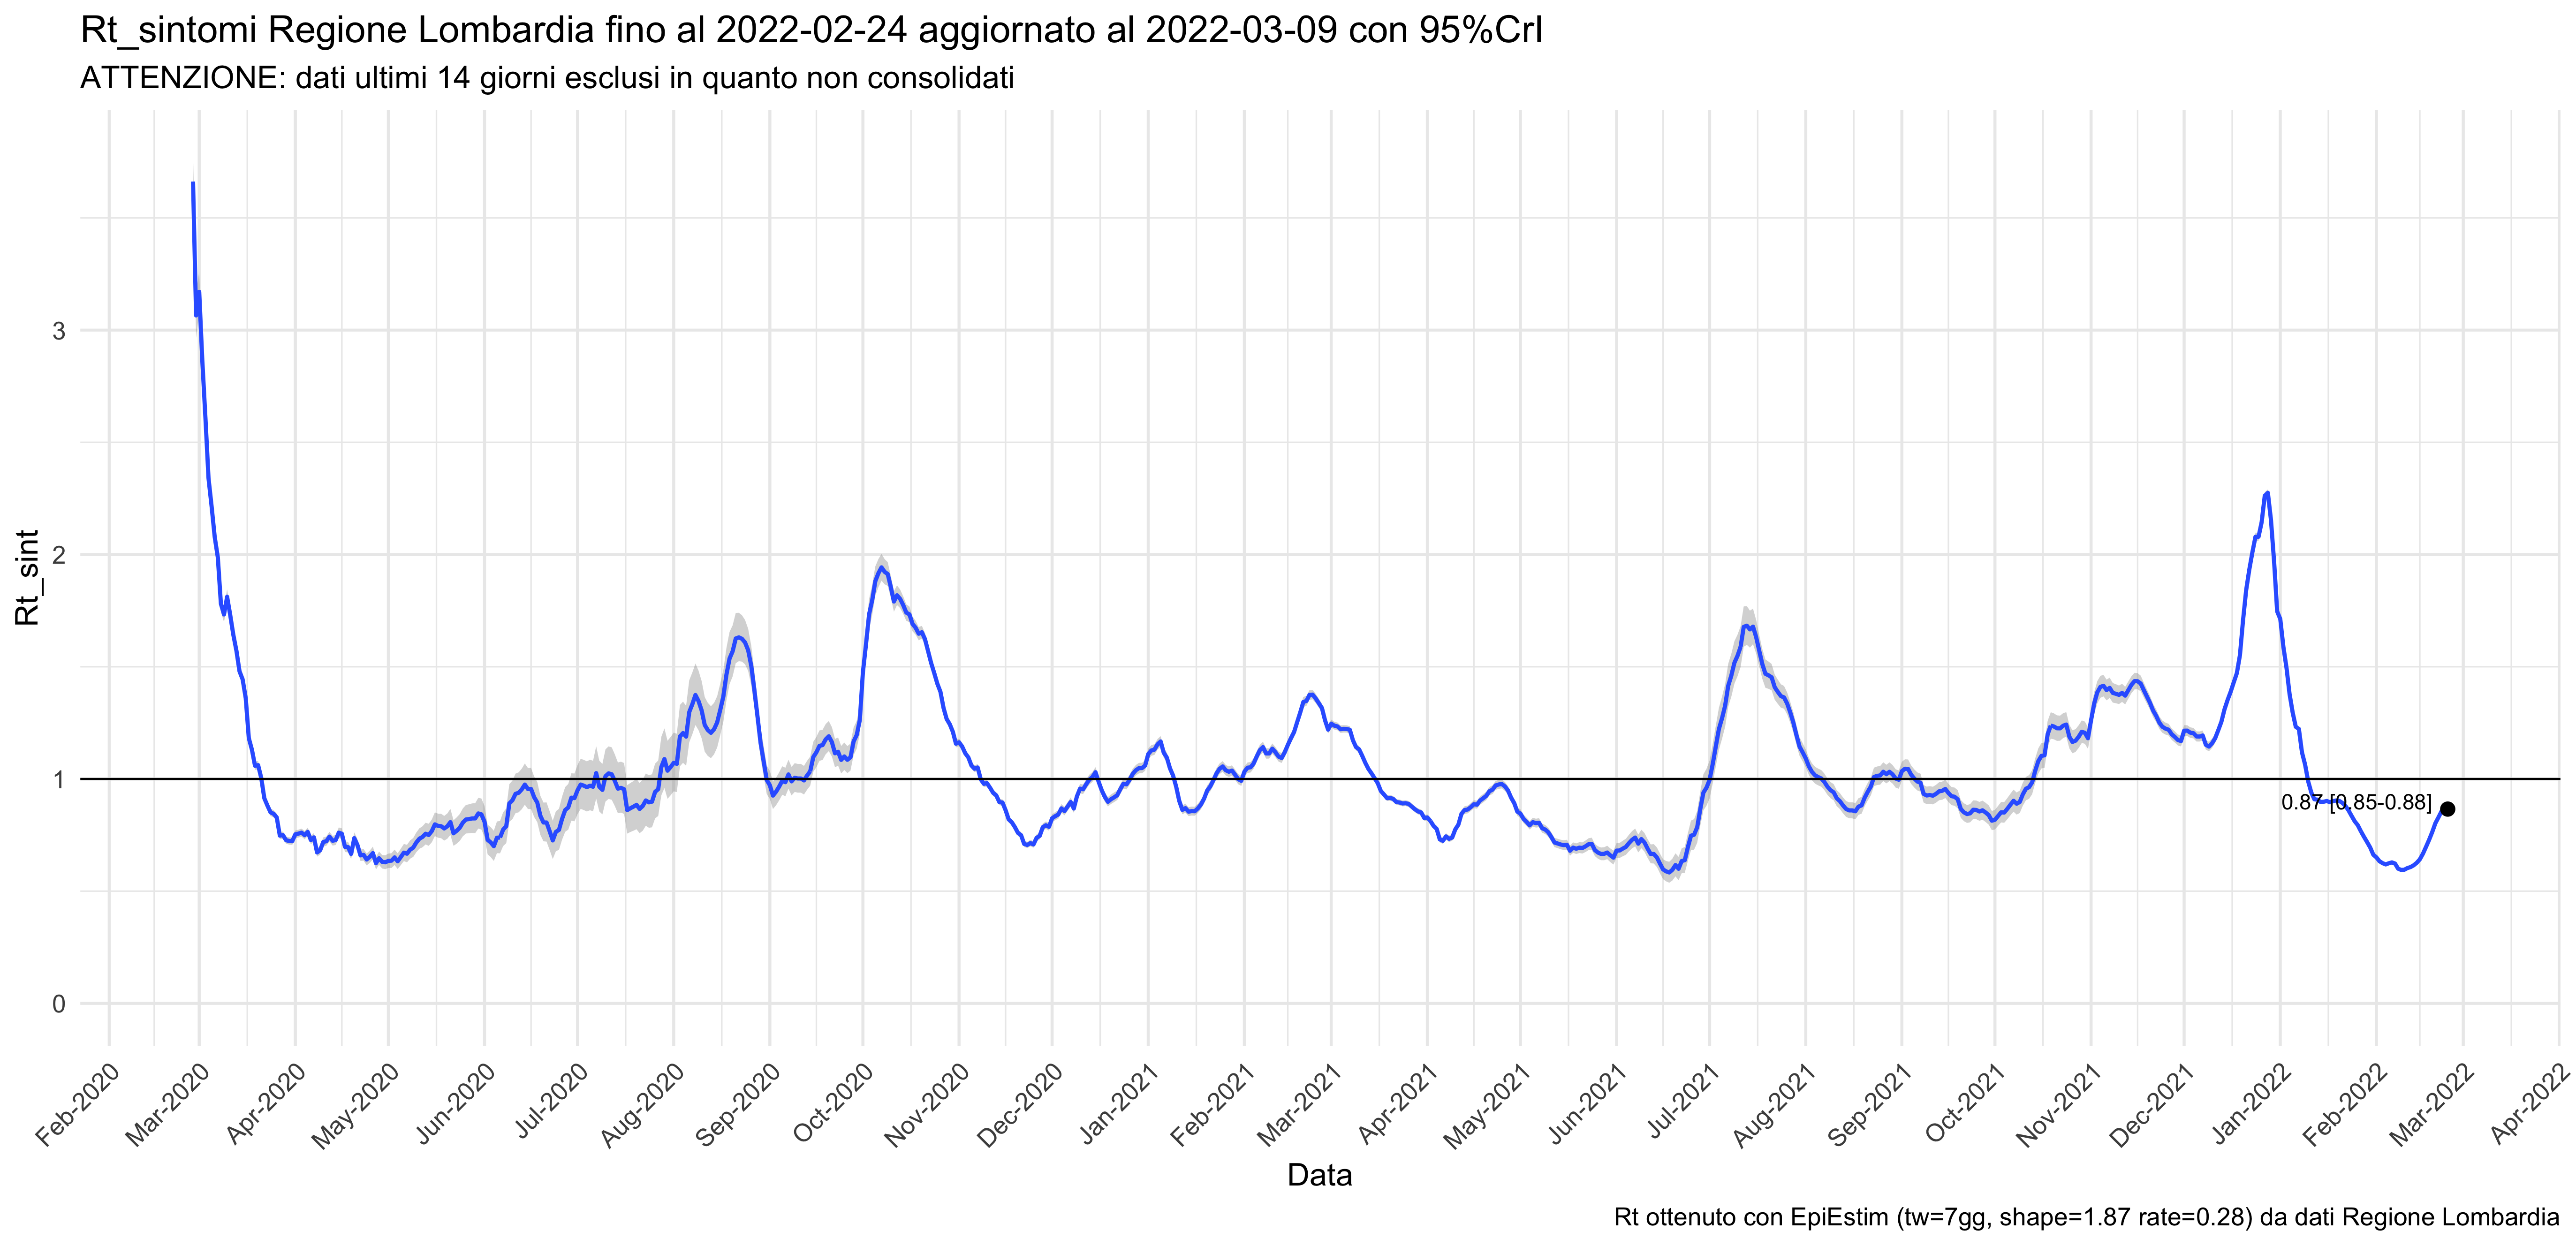 Rt_sintomi Regione Lombardia fino al 2022-02-24 aggiornato al 2022-03-09 con 95%CrI
ATTENZIONE: dati ultimi 14 giorni esclusi in quanto non consolidati
Rt_sint
3
2
1
0
0.87 [0.85-0.88]
Feb-2020
Mar-2020
Apr-2020
May-2020
Jun-2020
Jul-2020
Aug-2020
Sep-2020
Oct-2020
Nov-2020
Dec-2020
Jan-2021
Feb-2021
Mar-2021
Apr-2021
May-2021
Jun-2021
Jul-2021
Aug-2021
Sep-2021
Oct-2021
Nov-2021
Dec-2021
Jan-2022
Feb-2022
Mar-2022
Apr-2022
Data
Rt ottenuto con EpiEstim (tw=7gg, shape=1.87 rate=0.28) da dati Regione Lombardia